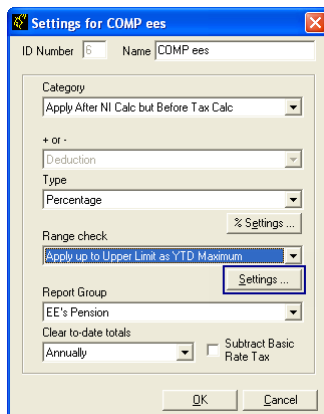 Settings for COMP ees
ID Number 6 Name COMP ees
Category
Apply After NI Calc but Before Tax Calc
+ or -
Deduction
Type
Percentage
% Settings ...
Range check
Apply up to Upper Limit as YTD Maximum
Settings ...
Report Group
EE's Pension
Clear to-date totals
Annually
Subtract Basic
Rate Tax
OK Cancel